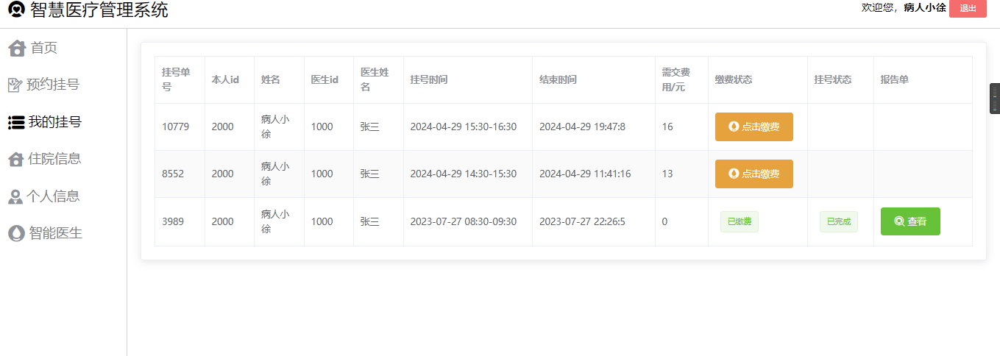 智慧医疗管理系统
欢迎您，病人小徐 退出
首页
预约挂号
我的挂号
住院信息
个人信息
智能医生
挂号单号 本人id 姓名 医生id 医生姓名 挂号时间 结束时间 需交费用/元 缴费状态 挂号状态 报告单
10779 2000 病人小徐 1000 张三 2024-04-29 15:30-16:30 2024-04-29 19:47:8 16 点击缴费
8552 2000 病人小徐 1000 张三 2024-04-29 14:30-15:30 2024-04-29 11:41:16 13 点击缴费
3989 2000 病人小徐 1000 张三 2023-07-27 08:30-09:30 2023-07-27 22:26:5 0 已缴费 已完成 查看